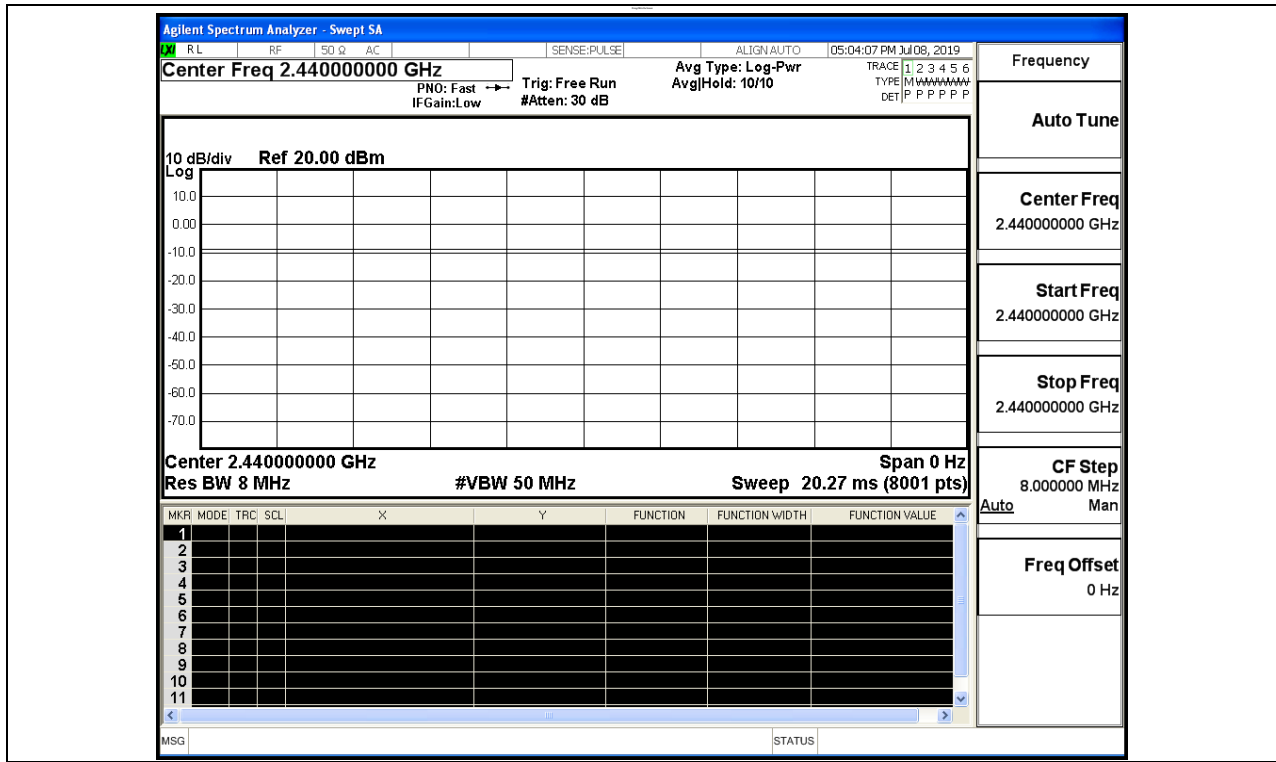 Agilent Spectrum Analyzer - Swept SA
LXI RL RF 50 Ω AC SENSE:PULSE ALIGN AUTO 05:04:07 PM Jul 08, 2019
Center Freq 2.440000000 GHz
PNO: Fast
IFGain:Low
Trig: Free Run
#Atten: 30 dB
Avg Type: Log-Pwr
Avg|Hold: 10/10
TRACE 1 2 3 4 5 6
TYPE M W W W W W
DET P P P P P P
10 dB/div Ref 20.00 dBm
Log
10.0
0.00
-10.0
-20.0
-30.0
-40.0
-50.0
-60.0
-70.0
Center 2.440000000 GHz Span 0 Hz
Res BW 8 MHz #VBW 50 MHz Sweep 20.27 ms (8001 pts)
MKR MODE TRC SCL X Y FUNCTION FUNCTION WIDTH FUNCTION VALUE
1
2
3
4
5
6
7
8
9
10
11
MSG STATUS
Frequency
Auto Tune
Center Freq
2.440000000 GHz
Start Freq
2.440000000 GHz
Stop Freq
2.440000000 GHz
CF Step
8.000000 MHz
Auto Man
Freq Offset
0 Hz